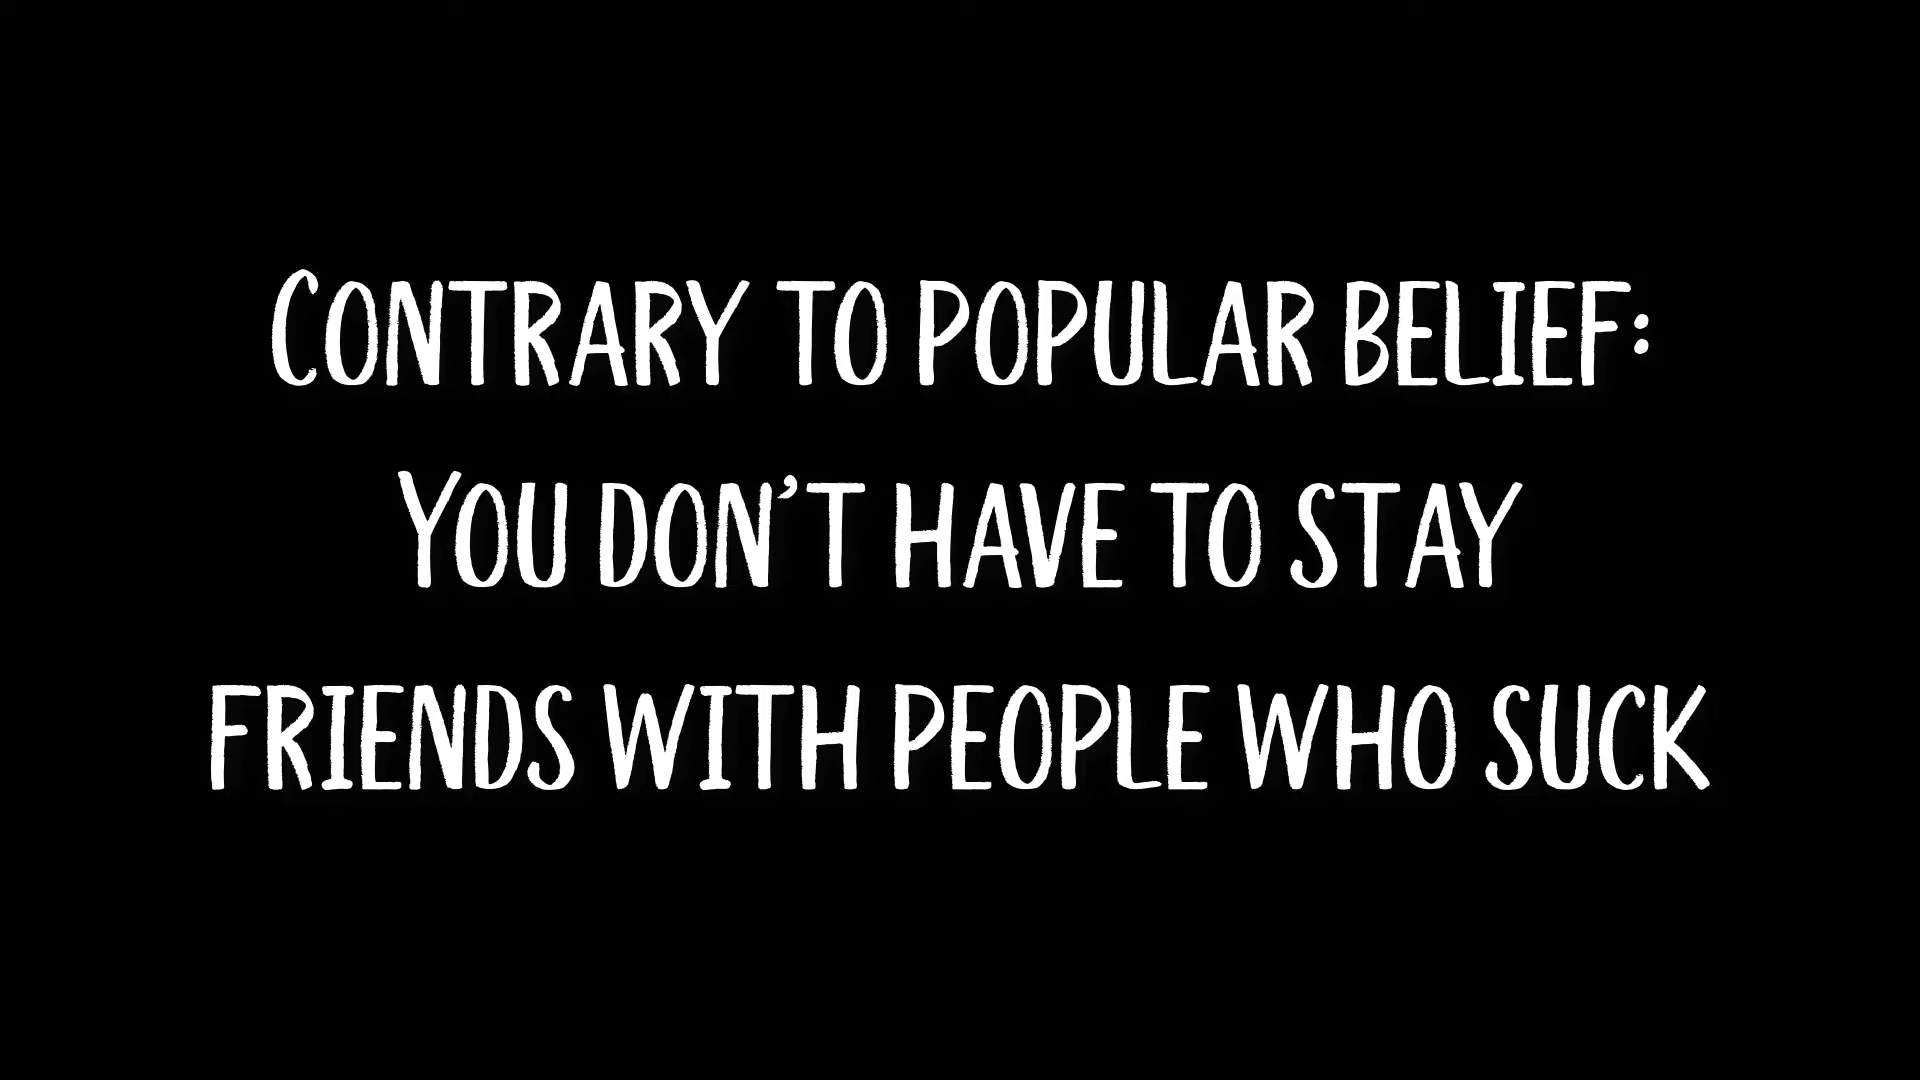 CONTRARY TO POPULAR BELIEF:
YOU DON'T HAVE TO STAY
FRIENDS WITH PEOPLE WHO SUCK